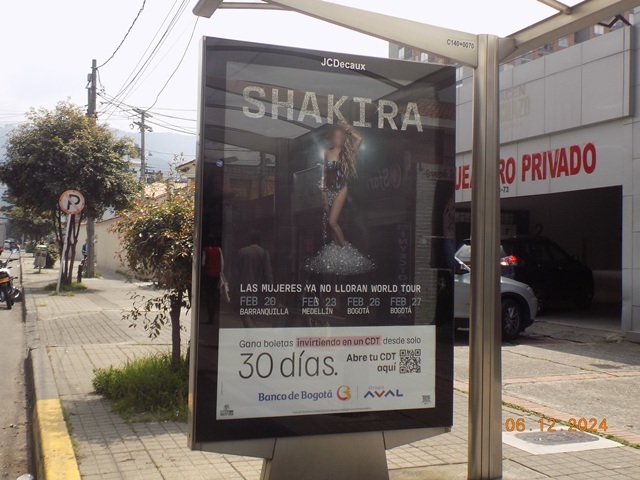 C140+0070
JCDecaux
SHAKIRA
PARQUEADERO PRIVADO
LAS MUJERES YA NO LLORAN WORLD TOUR
FEB 20 FEB 23 FEB 26 FEB 27
BARRANQUILLA MEDELLÍN BOGOTÁ BOGOTÁ
Gana boletas invirtiendo en un CDT desde solo
30 días. Abre tu CDT
aquí
Banco de Bogotá AVAL
06.12.2024